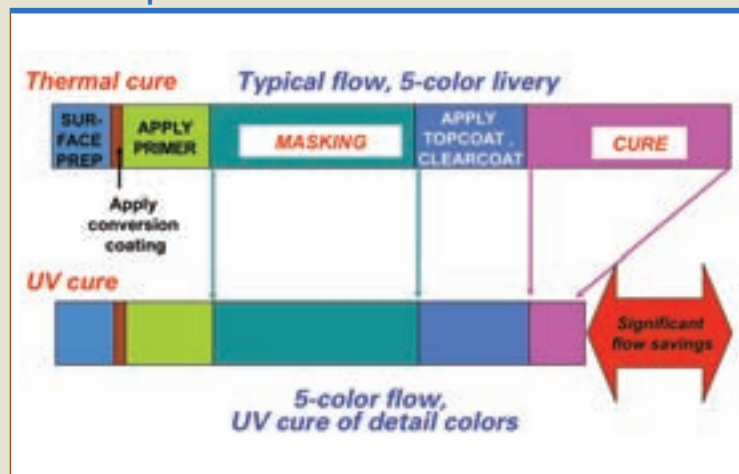 Thermal cure
Typical flow, 5-color livery
SUR-
FACE
PREP
APPLY
PRIMER
MASKING
APPLY
TOPCOAT ,
CLEARCOAT
CURE
Apply
conversion
coating
UV cure
Significant
flow savings
5-color flow,
UV cure of detail colors